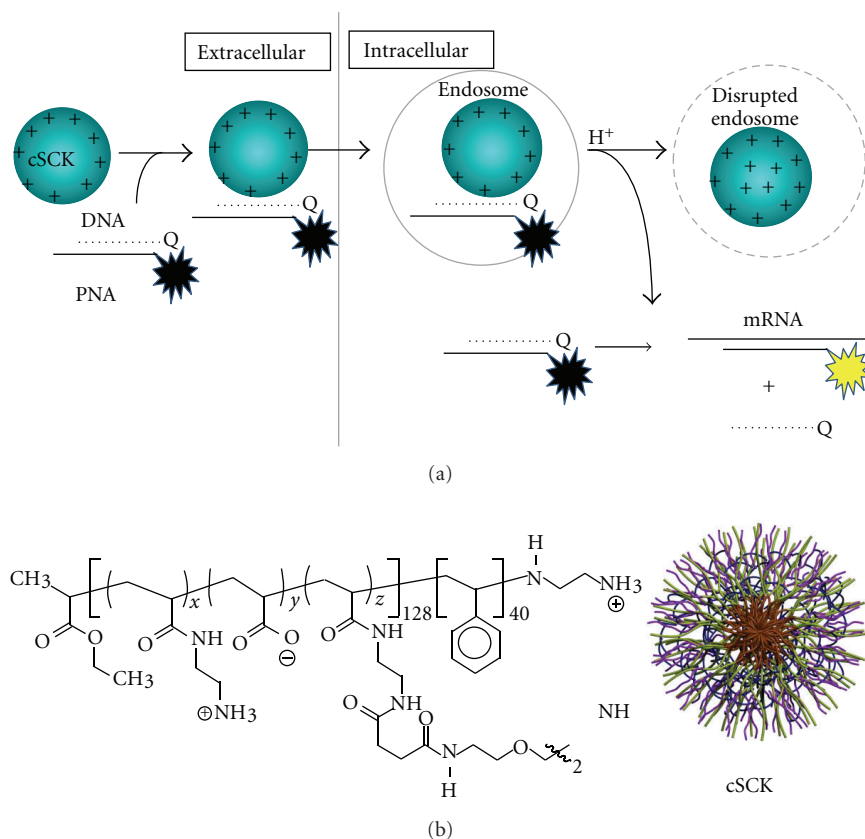 Extracellular Intracellular
Endosome
Disrupted
endosome
H+
cSCK
+ + + + + + + + + +
+ + + + + + + + + +
+ + + + + + + + + +
+ + + + + + + + + + + + + + +
DNA
Q
PNA
Q
Q
Q
mRNA
+
Q
(a)
CH3
x
y
z
128
40
H
N
NH3
⊕
O
O
CH3
O
NH
⊕NH3
O
O
⊖
O
NH
NH
O
O
N
H
O
2
NH
cSCK
(b)